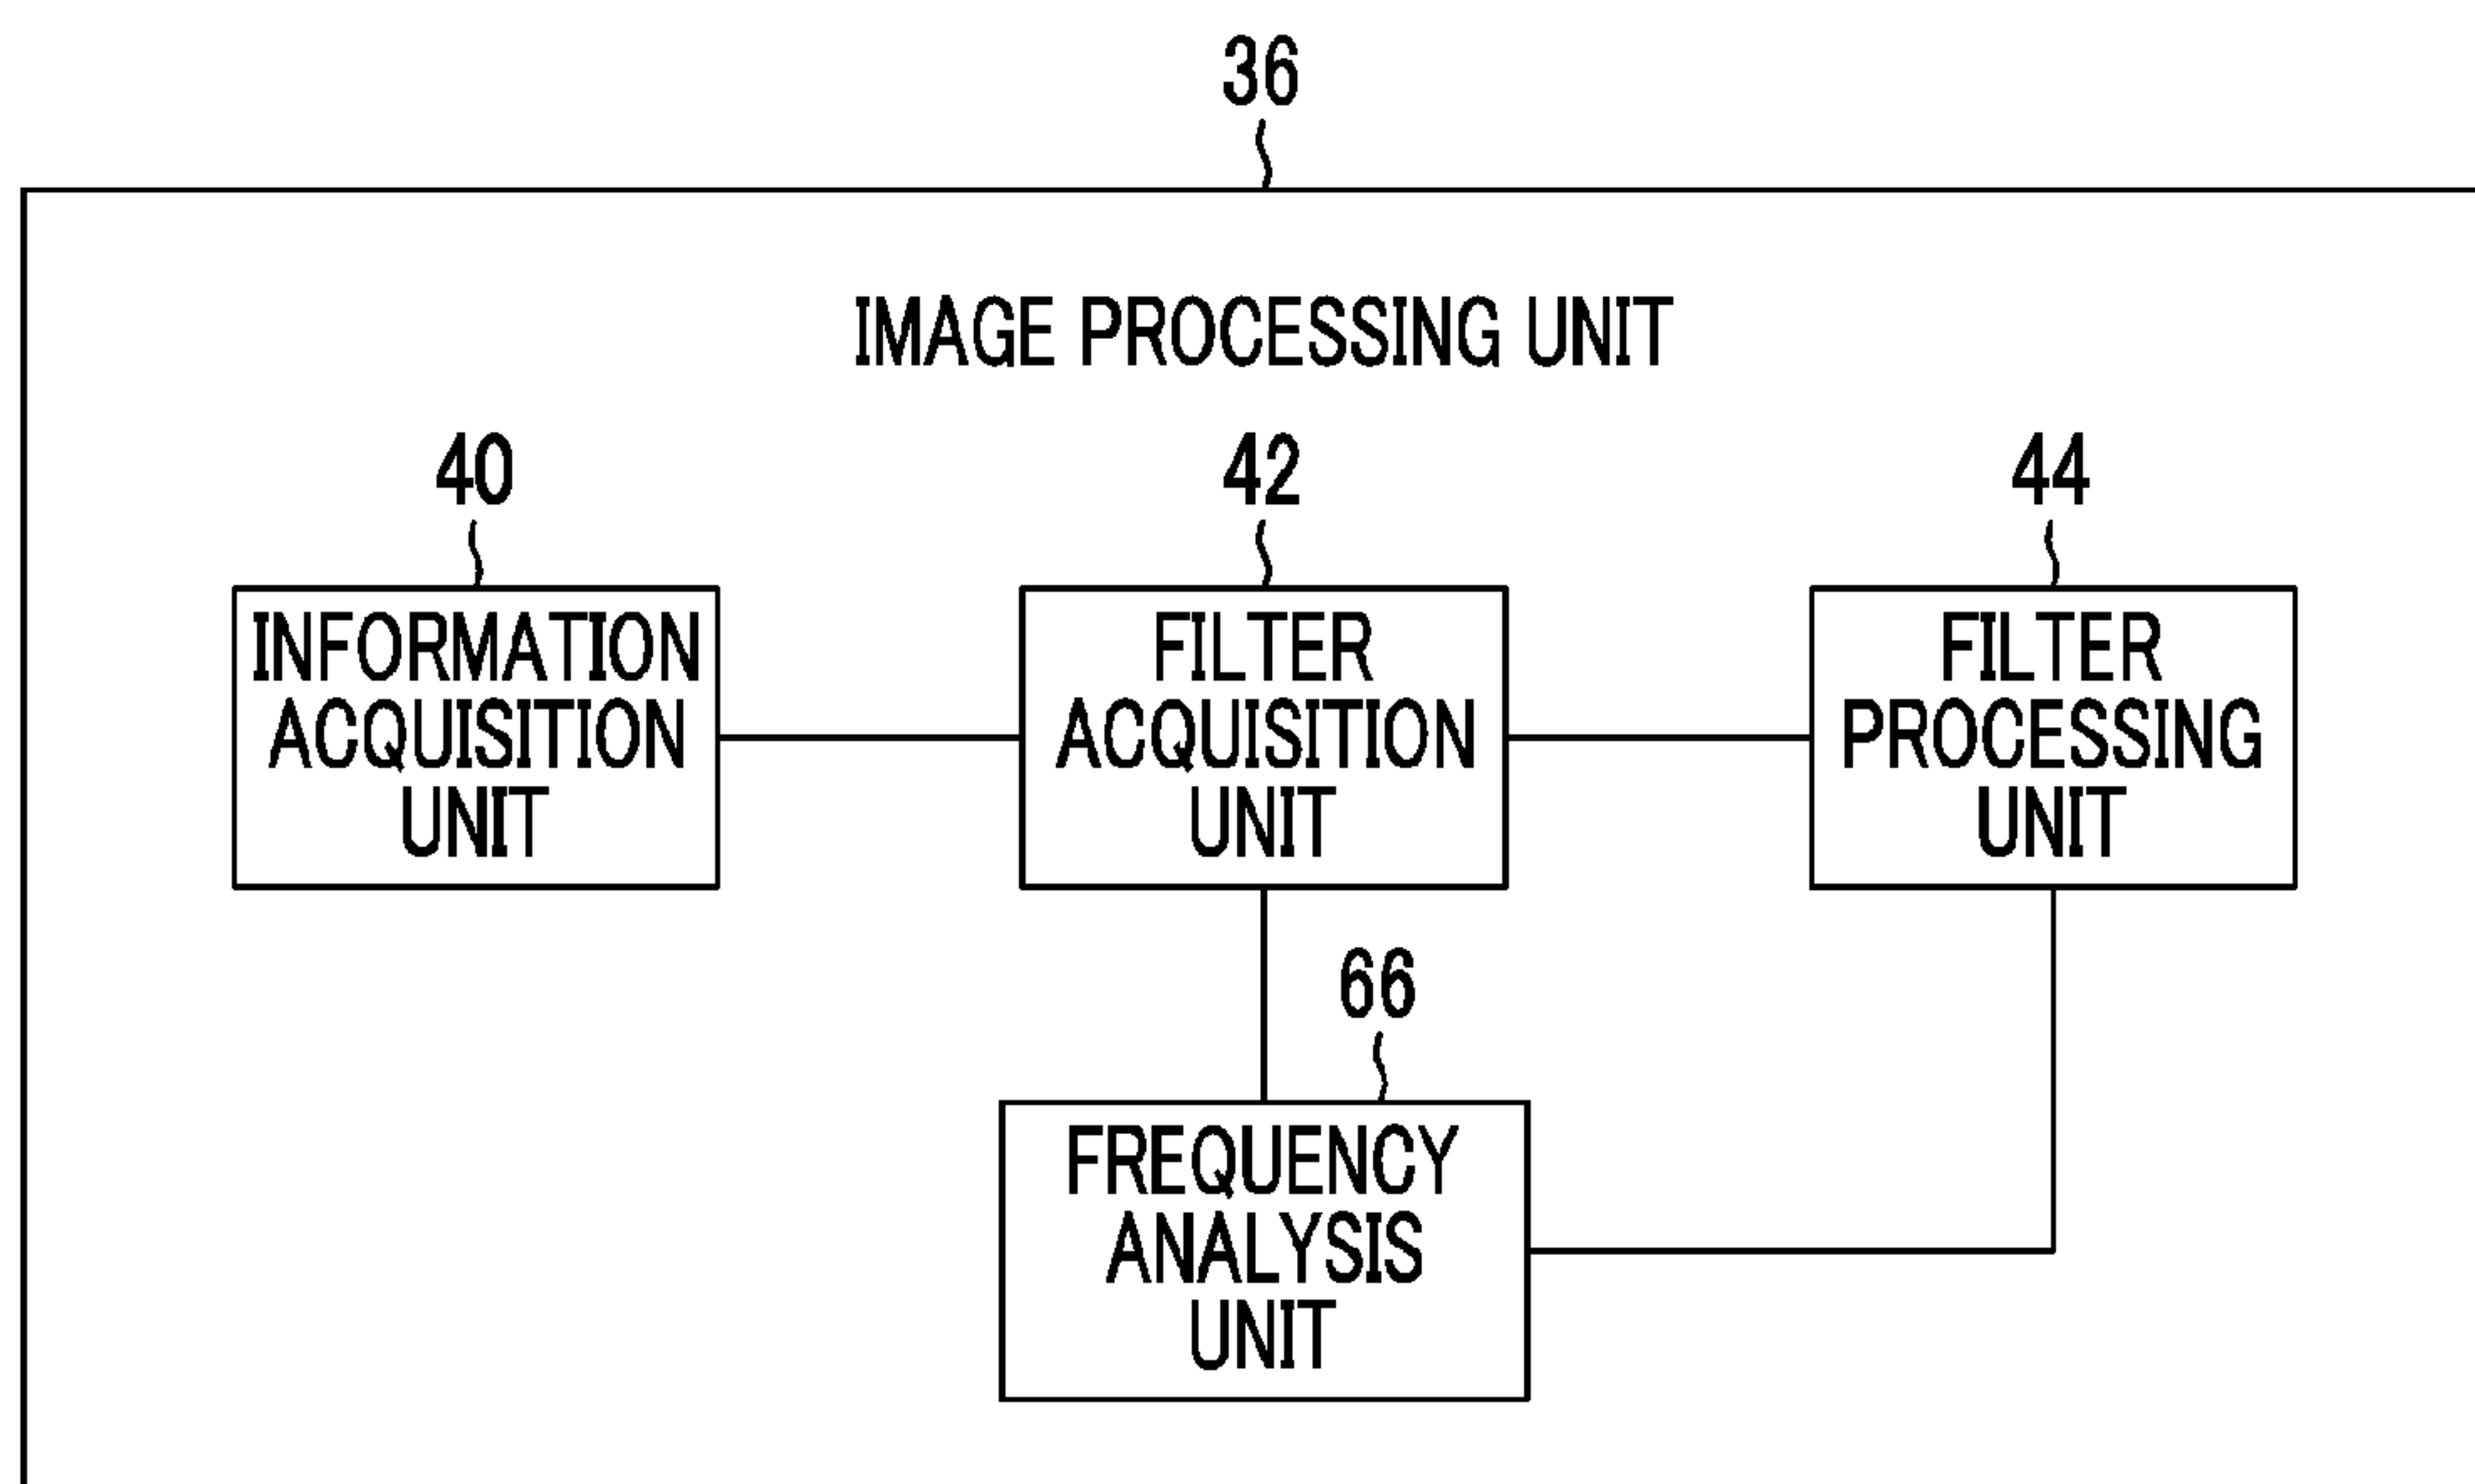 36
IMAGE PROCESSING UNIT
40
42
44
INFORMATION
ACQUISITION
UNIT
FILTER
ACQUISITION
UNIT
FILTER
PROCESSING
UNIT
66
FREQUENCY
ANALYSIS
UNIT